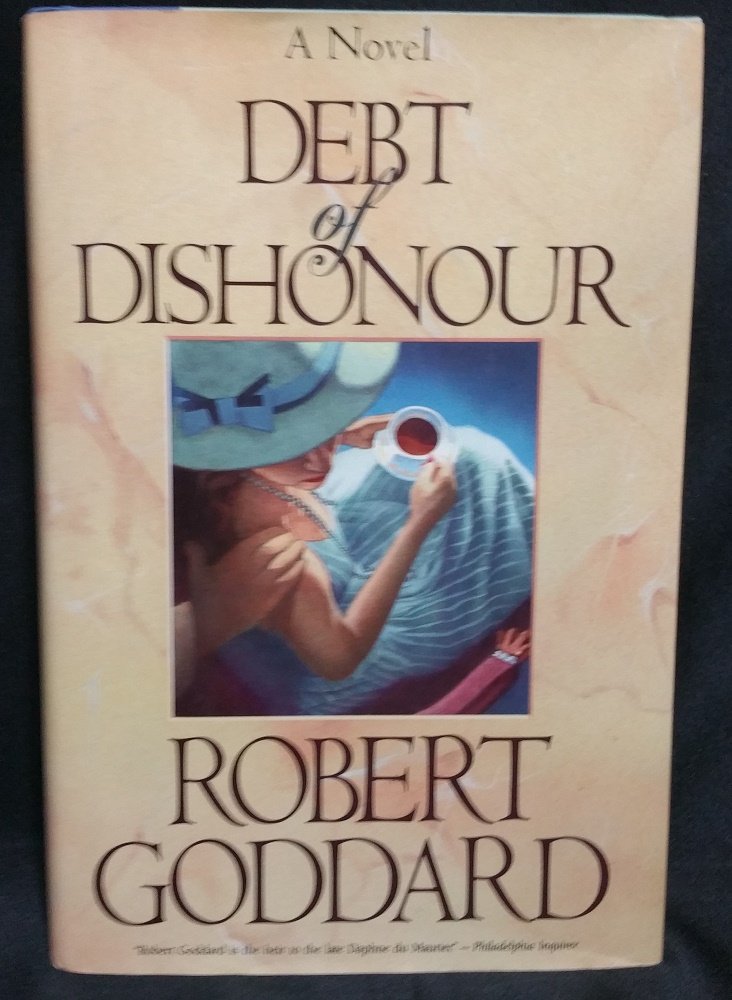 A Novel
DEBT
of
DISHONOUR
ROBERT
GODDARD
"Robert Goddard is the heir to the late Daphne du Maurier." — Philadelphia Inquirer